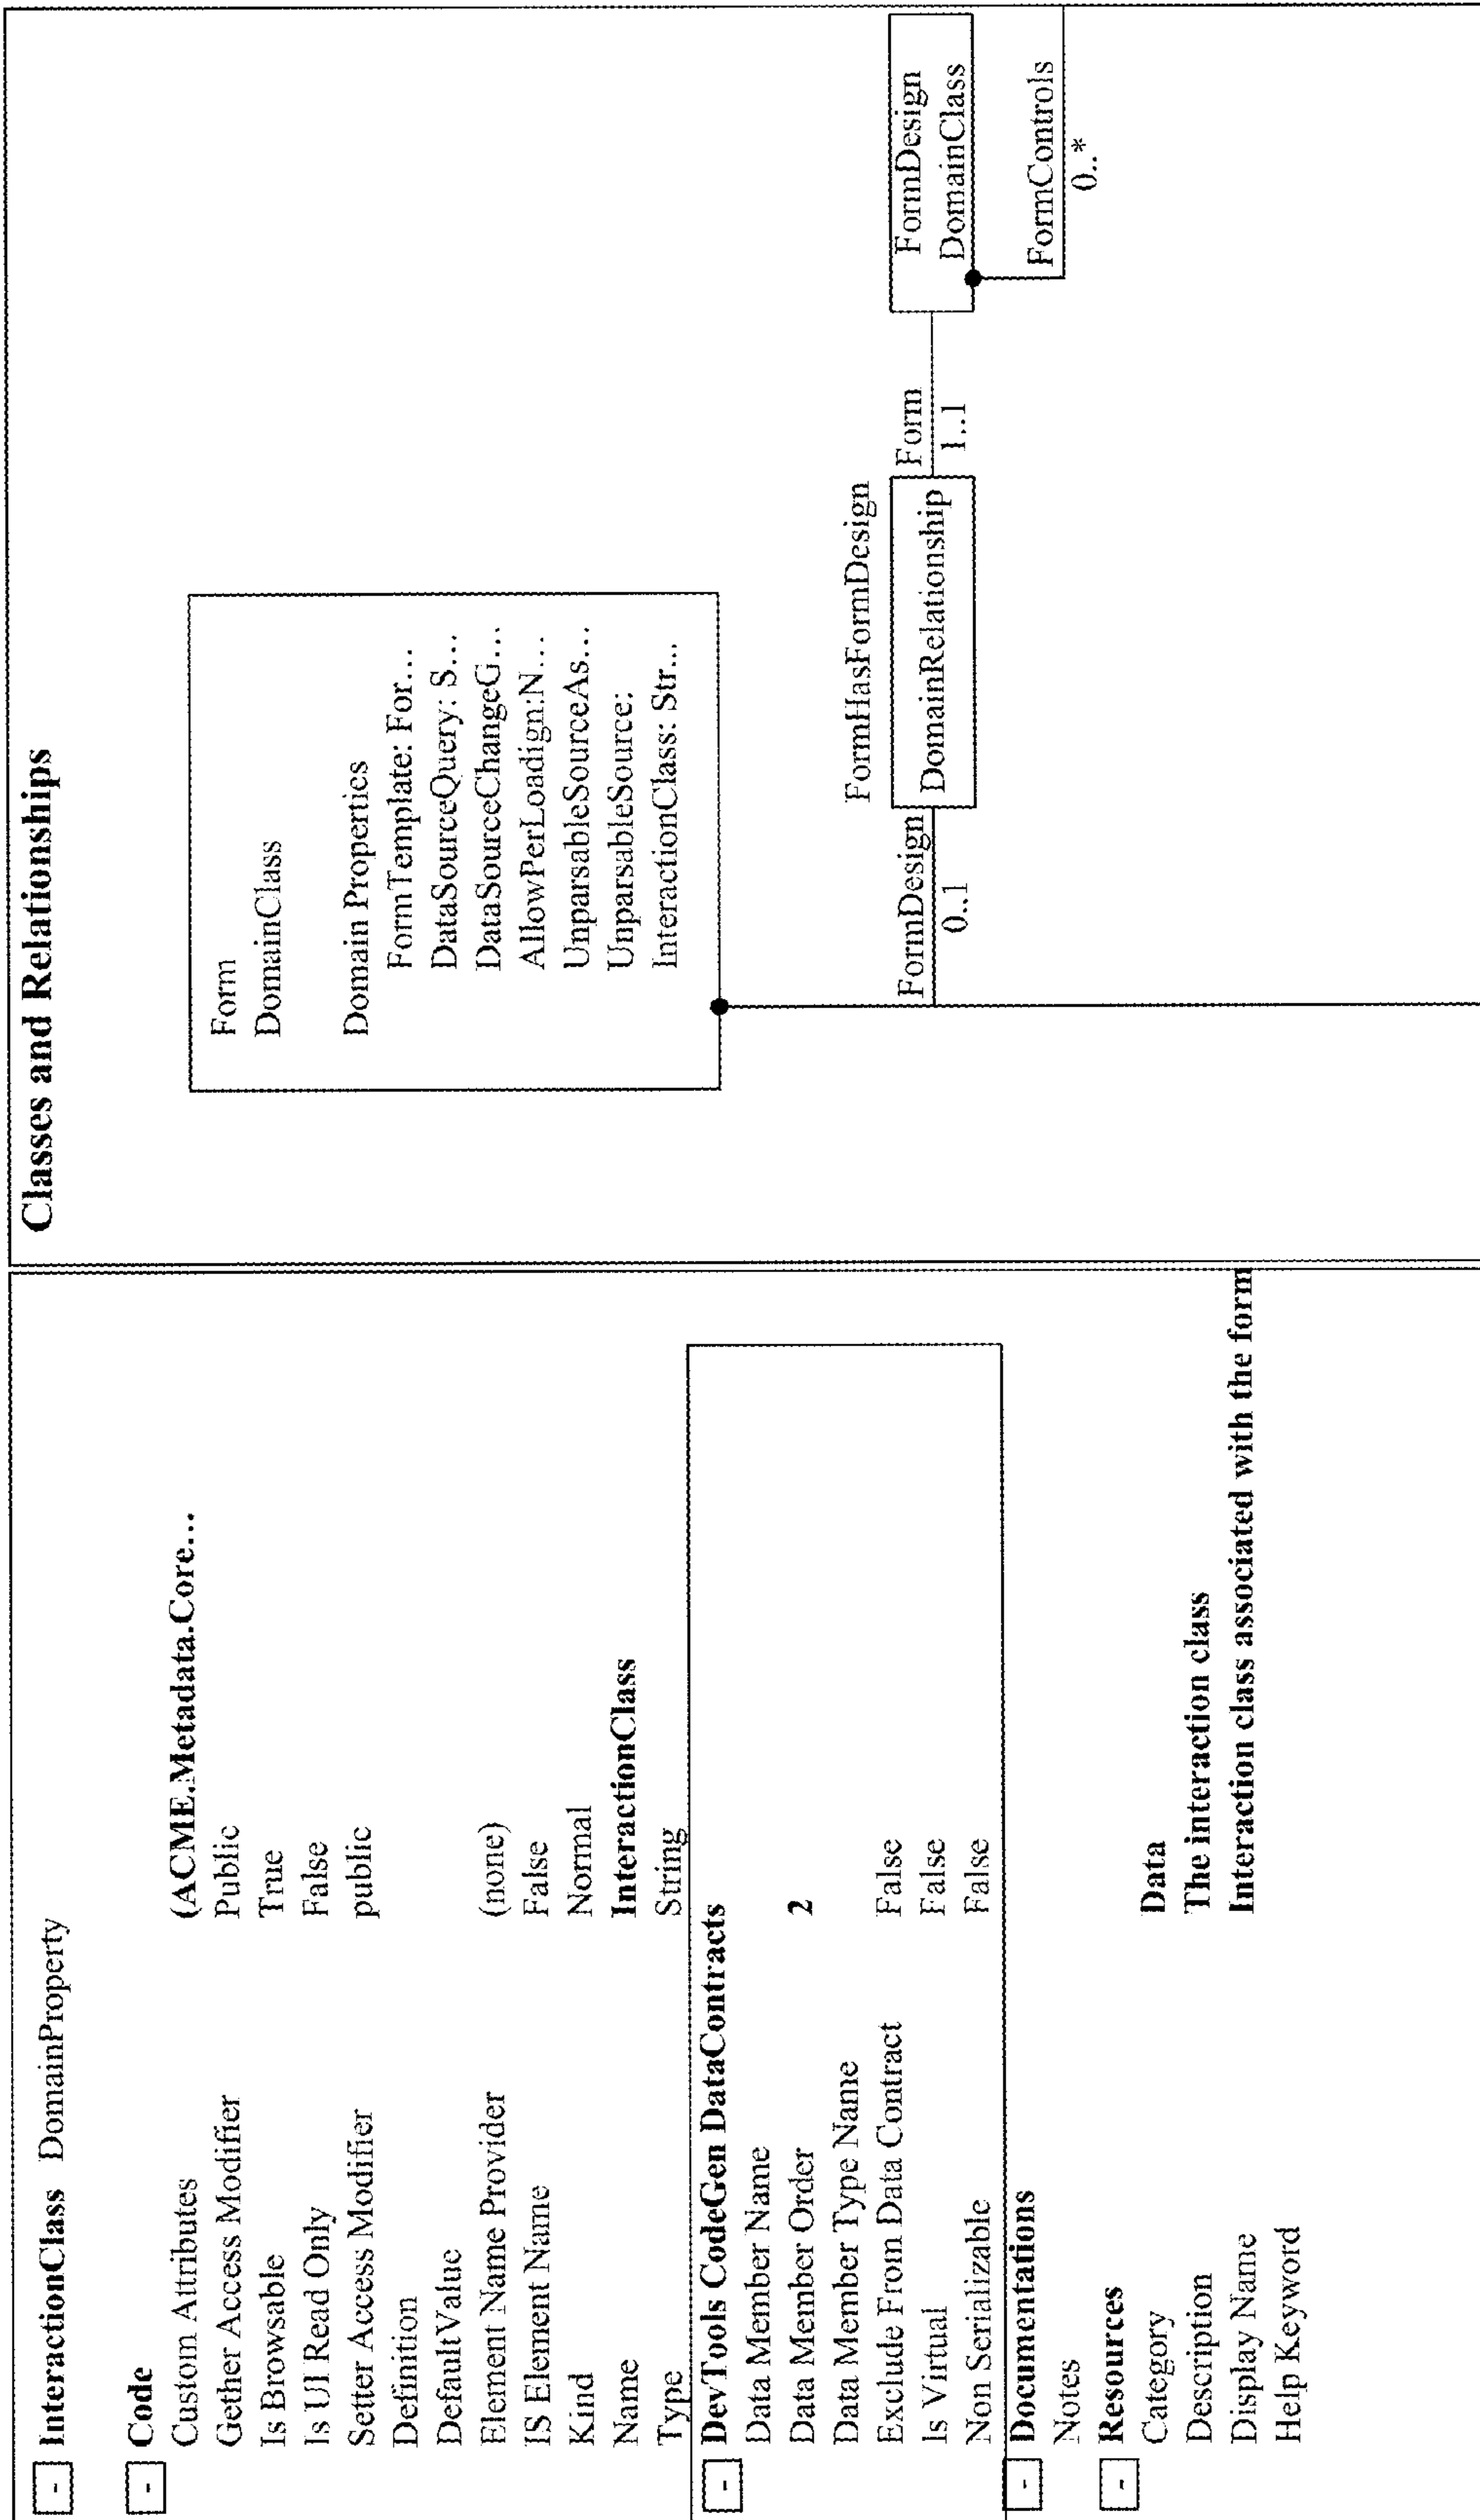 InteractionClass DomainProperty
Code
Custom Attributes (ACME.Metadata.Core...
Gether Access Modifier Public
Is Browsable True
Is UI Read Only False
Setter Access Modifier public
Definition
DefaultValue
Element Name Provider (none)
IS Element Name False
Kind Normal
Name InteractionClass
Type String
DevTools CodeGen DataContracts
Data Member Name
Data Member Order 2
Data Member Type Name
Exclude From Data Contract False
Is Virtual False
Non Serializable False
Documentations
Notes
Resources
Category Data
Description The interaction class
Display Name Interaction class associated with the form
Help Keyword
Classes and Relationships
Form
DomainClass
Domain Properties
FormTemplate: For...
DataSourceQuery: S...
DataSourceChangeG...
AllowPerLoadign:N...
UnparsableSourceAs...
UnparsableSource:
InteractionClass: Str...
FormHasFormDesign
FormDesign
0..1
DomainRelationship
Form
1..1
FormDesign
DomainClass
FormControls
0..*